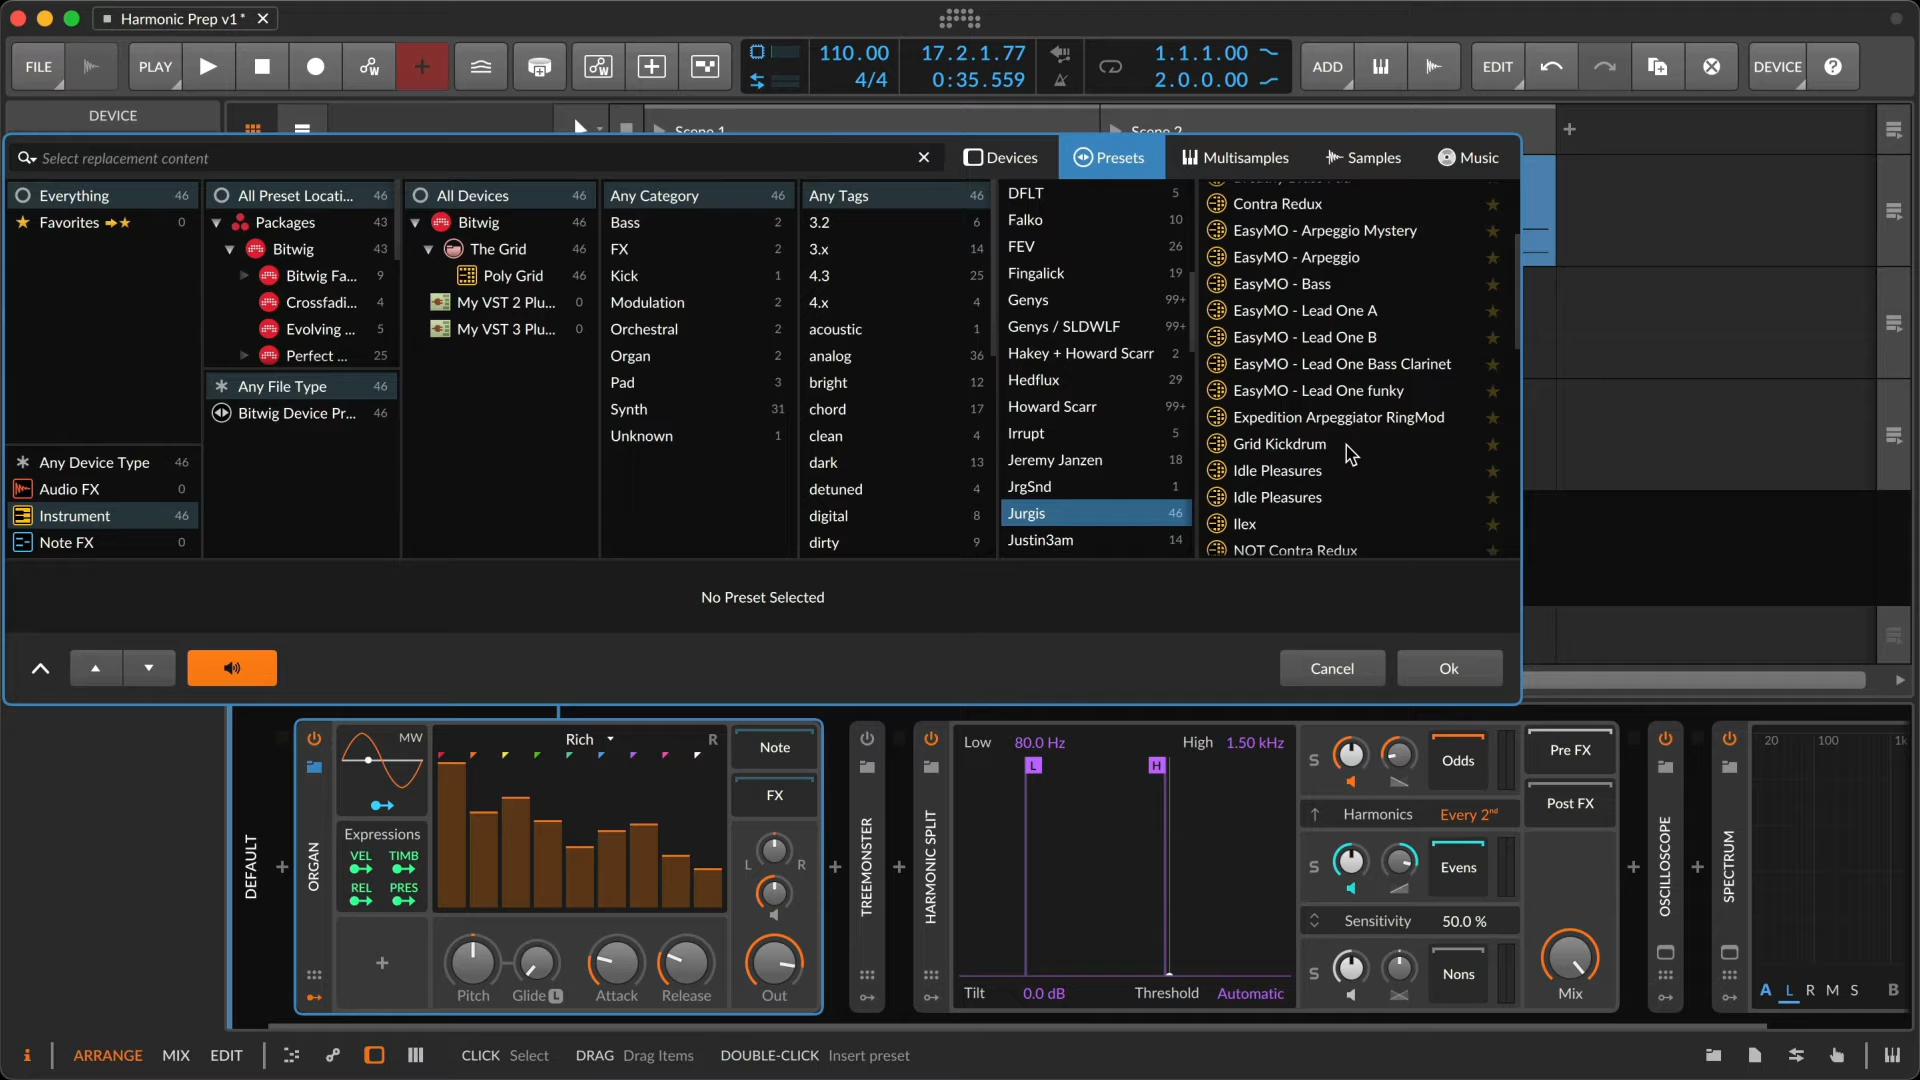 Harmonic Prep v1*
FILE
PLAY
110.00
4/4
17.2.1.77
0:35.559
1.1.1.00
2.0.0.00
ADD
EDIT
DEVICE
DEVICE
Scene 1
Scene 2
Select replacement content
Devices
Presets
Multisamples
Samples
Music
Everything 46
Favorites 0
Any Device Type 46
Audio FX 0
Instrument 46
Note FX 0
All Preset Locati... 46
Packages 43
Bitwig 43
Bitwig Fa... 9
Crossfadi... 4
Evolving ... 5
Perfect ... 25
Any File Type 46
Bitwig Device Pr... 46
All Devices 46
Bitwig 46
The Grid 46
Poly Grid 46
My VST 2 Plu... 0
My VST 3 Plu... 0
Any Category 46
Bass 2
FX 2
Kick 1
Modulation 2
Orchestral 2
Organ 2
Pad 3
Synth 31
Unknown 1
Any Tags 46
3.2 6
3.x 14
4.3 25
4.x 14
acoustic 1
analog 36
bright 12
chord 17
clean 4
dark 13
detuned 4
digital 8
dirty 9
DFLT 5
Falko 10
FEV 26
Fingalick 19
Genys 99+
Genys / SLDWLF 99+
Hakey + Howard Scarr 2
Hedflux 29
Howard Scarr 99+
Irrupt 5
Jeremy Janzen 18
JrgSnd 1
Jurgis 46
Justin3am 14
Contra Redux
EasyMO - Arpeggio Mystery
EasyMO - Arpeggio
EasyMO - Bass
EasyMO - Lead One A
EasyMO - Lead One B
EasyMO - Lead One Bass Clarinet
EasyMO - Lead One funky
Expedition Arpeggiator RingMod
Grid Kickdrum
Idle Pleasures
Idle Pleasures
Ilex
NOT Contra Redux
No Preset Selected
Cancel
Ok
DEFAULT
ORGAN
MW
Expressions
VEL TIMB
REL PRES
Rich
R
Pitch
Glide L
Attack
Release
Note
FX
L R
Out
TREEMONSTER
HARMONIC SPLIT
Low 80.0 Hz
High 1.50 kHz
L
H
Tilt 0.0 dB
Threshold Automatic
S Odds
Harmonics Every 2nd
S Evens
Sensitivity 50.0 %
S Nons
Pre FX
Post FX
Mix
OSCILLOSCOPE
SPECTRUM
20 100 1k
A L R M S B
ARRANGE
MIX
EDIT
CLICK Select
DRAG Drag Items
DOUBLE-CLICK Insert preset